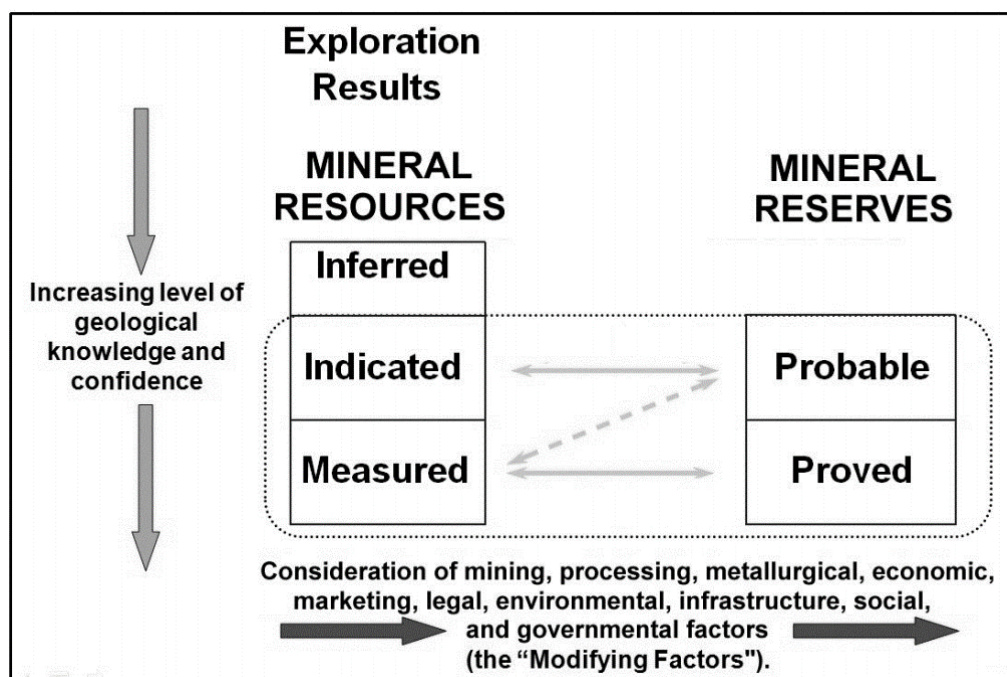 Exploration
Results
MINERAL
RESOURCES
MINERAL
RESERVES
Inferred
Increasing level of
geological
knowledge and
confidence
Indicated
Probable
Measured
Proved
Consideration of mining, processing, metallurgical, economic,
marketing, legal, environmental, infrastructure, social,
and governmental factors
(the “Modifying Factors").